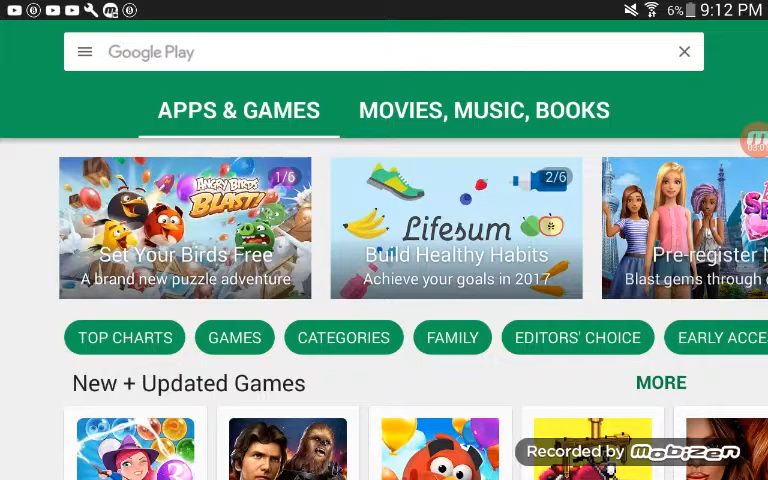 6% 9:12 PM
Google Play
APPS & GAMES MOVIES, MUSIC, BOOKS
03:01
1/6
ANGRY BIRDS
BLAST!
Set Your Birds Free
A brand new puzzle adventure
2/6
Lifesum
Build Healthy Habits
Achieve your goals in 2017
Pre-register
Blast gems through
TOP CHARTS GAMES CATEGORIES FAMILY EDITORS' CHOICE EARLY ACCE
New + Updated Games MORE
Recorded by Mobizen